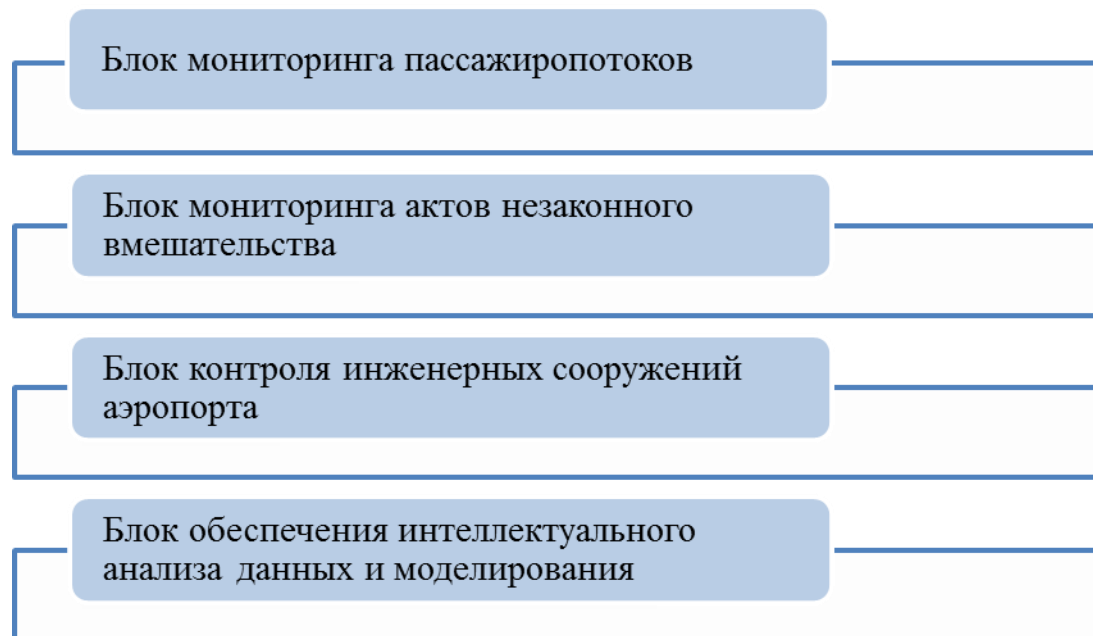 Блок мониторинга пассажиропотоков
Блок мониторинга актов незаконного
вмешательства
Блок контроля инженерных сооружений
аэропорта
Блок обеспечения интеллектуального
анализа данных и моделирования